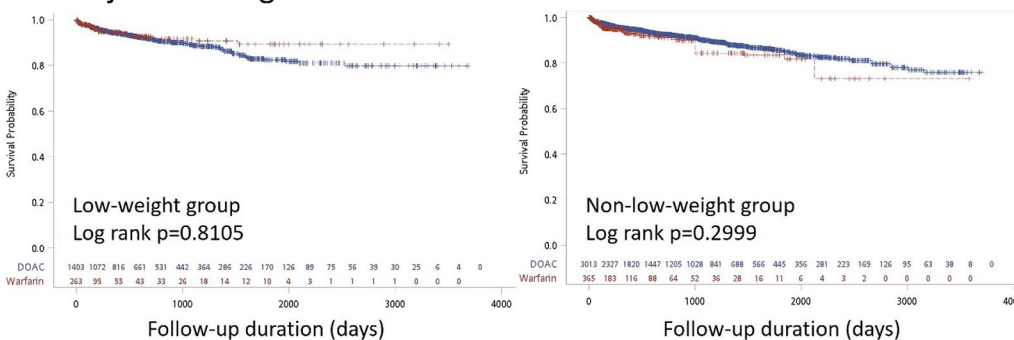 1.0
0.8
0.6
0.4
0.2
0.0
Survival Probability
Low-weight group
Log rank p=0.8105
DOAC 1403 1072 816 661 531 442 364 286 226 170 126 89 75 56 39 30 25 6 4 0
Warfarin 263 95 55 43 33 26 18 14 12 10 4 3 1 1 1 1 0 0 0
0 1000 2000 3000 4000
Follow-up duration (days)
1.0
0.8
0.6
0.4
0.2
0.0
Survival Probability
Non-low-weight group
Log rank p=0.2999
DOAC 3013 2327 1820 1447 1205 1028 841 688 566 445 356 281 223 169 126 95 63 38 8 0
Warfarin 365 183 116 88 64 52 36 28 16 11 6 4 3 2 0 0 0 0 0
0 1000 2000 3000
Follow-up duration (days)